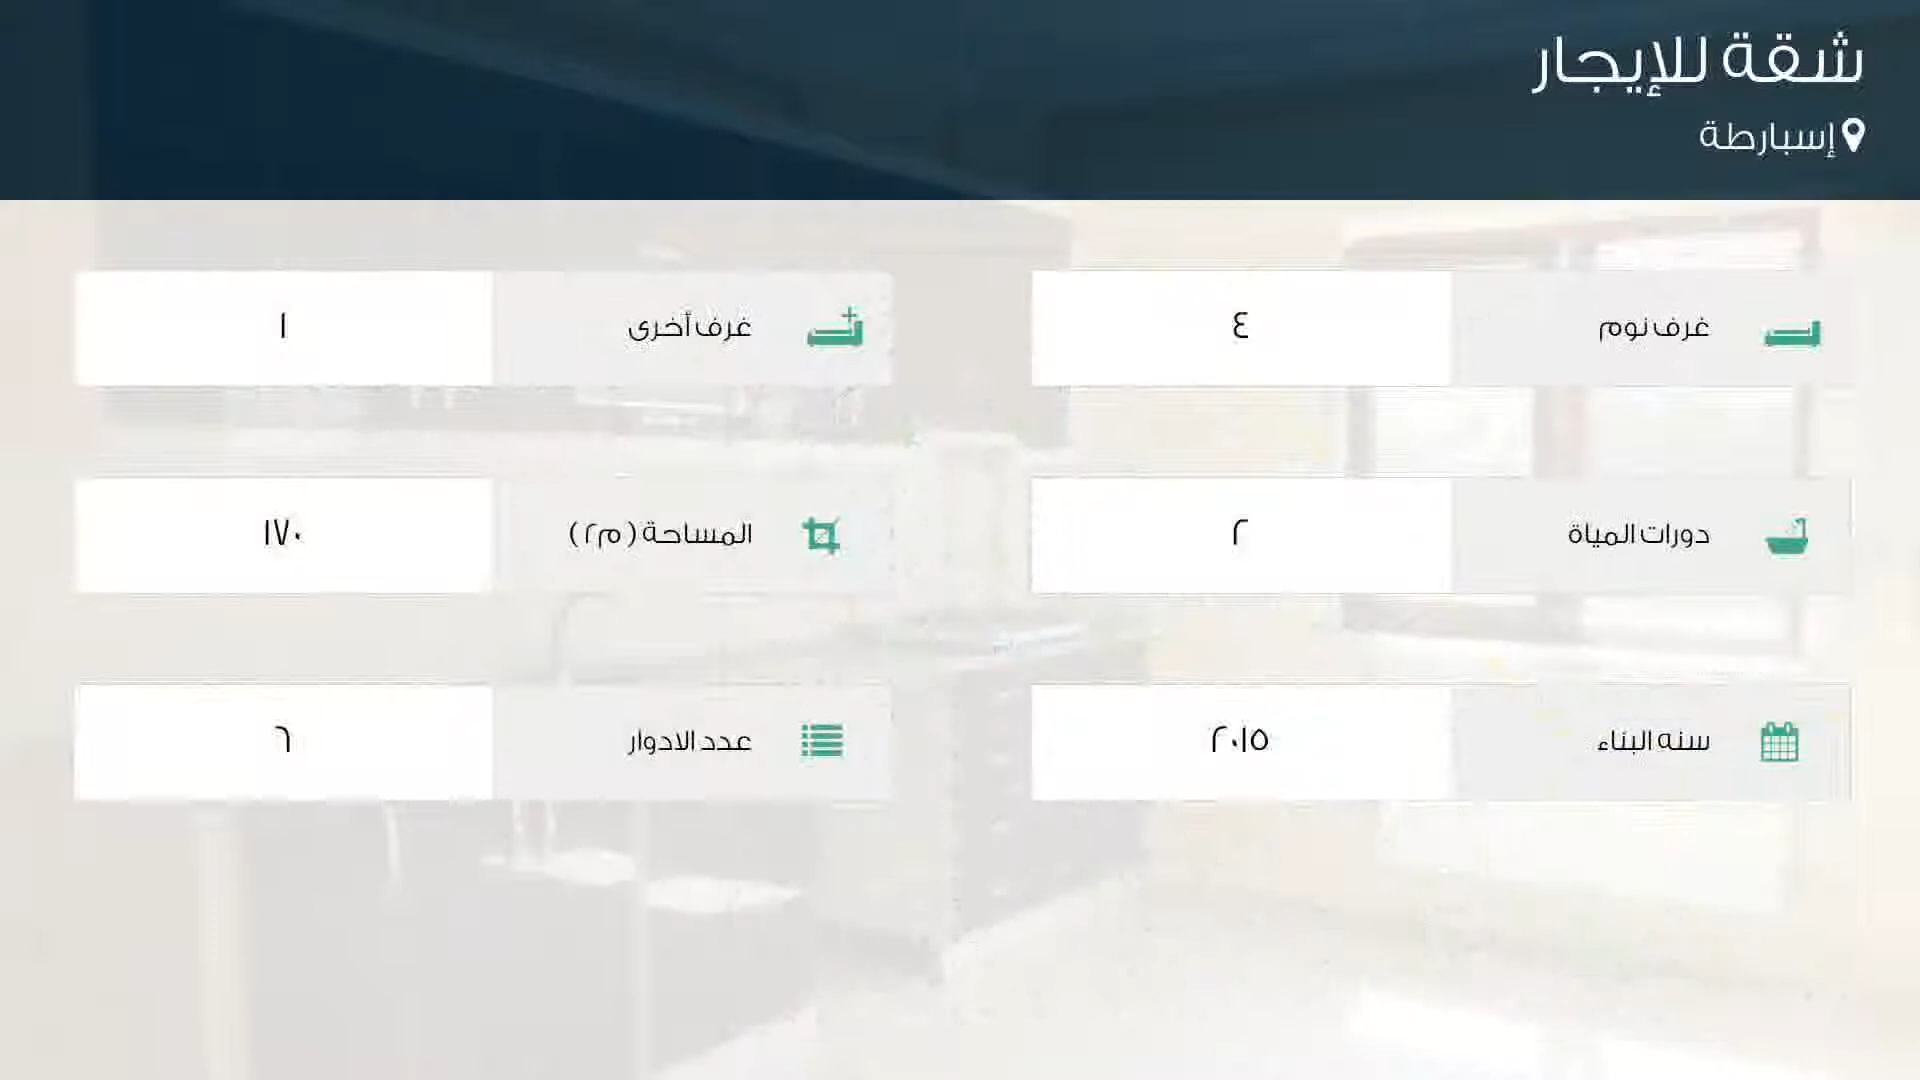 شقة للإيجار
إسبارطة
غرف نوم ٤
غرف أخرى ١
دورات المياة ٢
المساحة ( م٢ ) ١٧٠
سنه البناء ٢٠١٥
عدد الادوار ٦